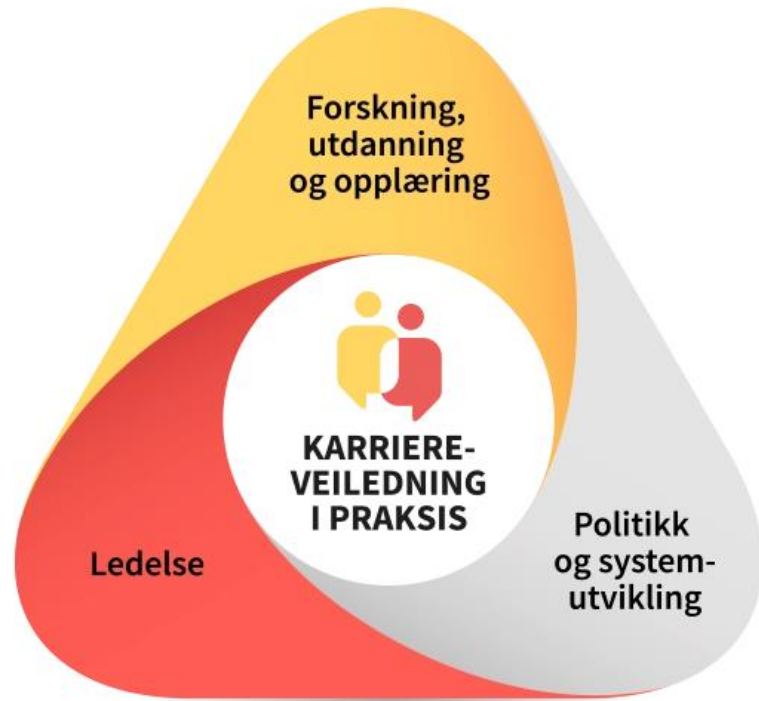 Forskning,
utdanning
og opplæring
KARRIERE-
VEILEDNING
I PRAKSIS
Ledelse
Politikk
og system-
utvikling